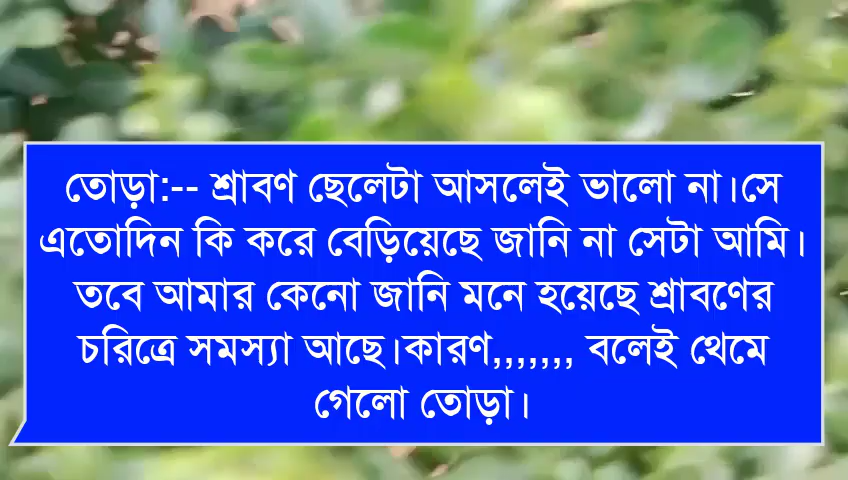 তোড়া:-- শ্রাবণ ছেলেটা আসলেই ভালো না।সে
এতোদিন কি করে বেড়িয়েছে জানি না সেটা আমি।
তবে আমার কেনো জানি মনে হয়েছে শ্রাবণের
চরিত্রে সমস্যা আছে।কারণ,,,,,,, বলেই থেমে
গেলো তোড়া।